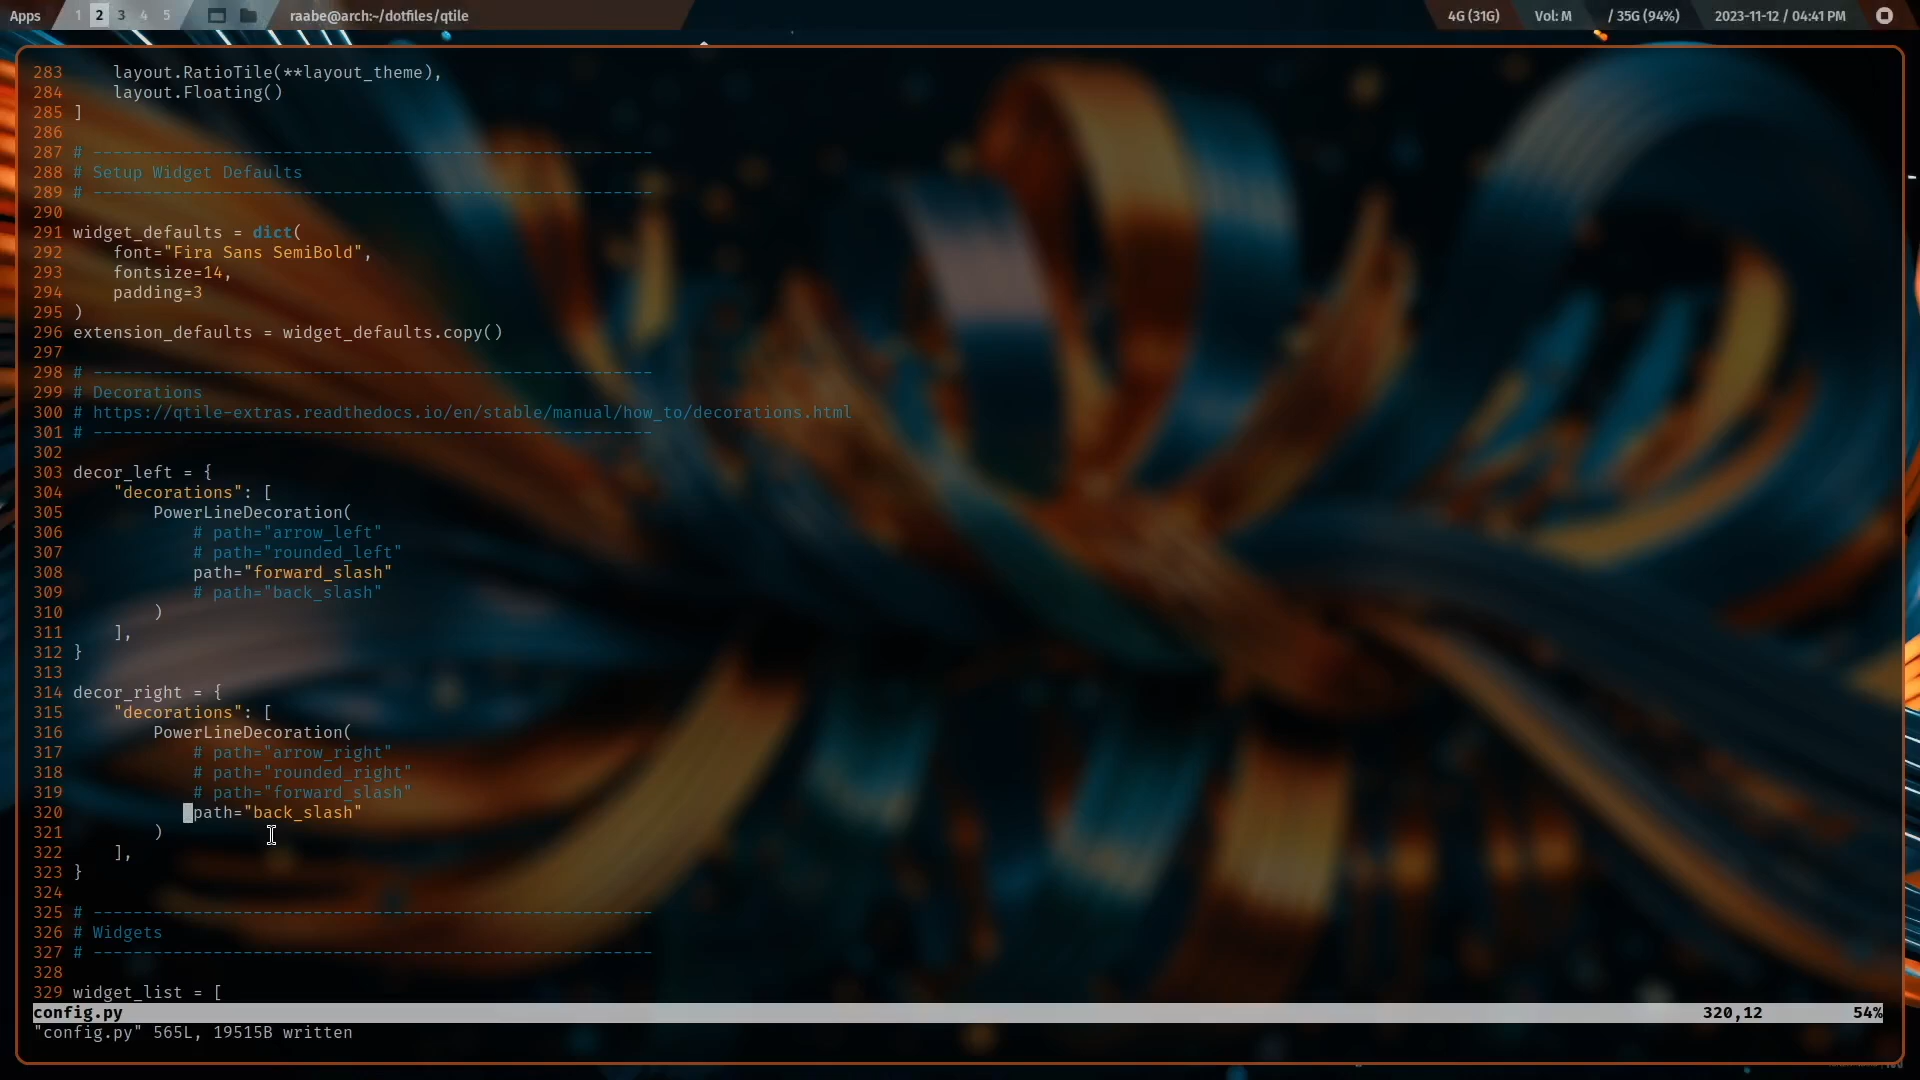 Apps 1 2 3 4 5 raabe@arch:~/dotfiles/qtile 4G (31G) Vol: M / 35G (94%) 2023-11-12 / 04:41 PM
283     layout.RatioTile(**layout_theme),
284     layout.Floating()
285 ]
286
287 # --------------------------------------------------------
288 # Setup Widget Defaults
289 # --------------------------------------------------------
290
291 widget_defaults = dict(
292     font="Fira Sans SemiBold",
293     fontsize=14,
294     padding=3
295 )
296 extension_defaults = widget_defaults.copy()
297
298 # --------------------------------------------------------
299 # Decorations
300 # https://qtile-extras.readthedocs.io/en/stable/manual/how_to/decorations.html
301 # --------------------------------------------------------
302
303 decor_left = {
304     "decorations": [
305         PowerLineDecoration(
306             # path="arrow_left"
307             # path="rounded_left"
308             path="forward_slash"
309             # path="back_slash"
310         )
311     ],
312 }
313
314 decor_right = {
315     "decorations": [
316         PowerLineDecoration(
317             # path="arrow_right"
318             # path="rounded_right"
319             # path="forward_slash"
320             path="back_slash"
321         )
322     ],
323 }
324
325 # --------------------------------------------------------
326 # Widgets
327 # --------------------------------------------------------
328
329 widget_list = [
config.py 320,12 54%
"config.py" 565L, 19515B written